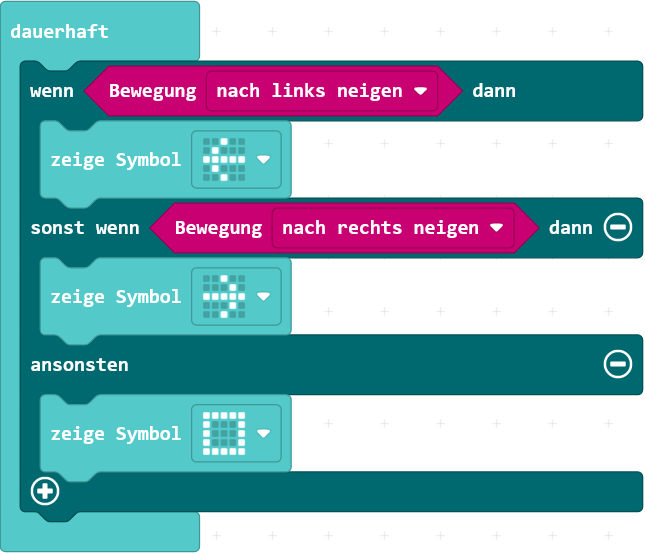 dauerhaft
wenn Bewegung nach links neigen dann
zeige Symbol
sonst wenn Bewegung nach rechts neigen dann
zeige Symbol
ansonsten
zeige Symbol